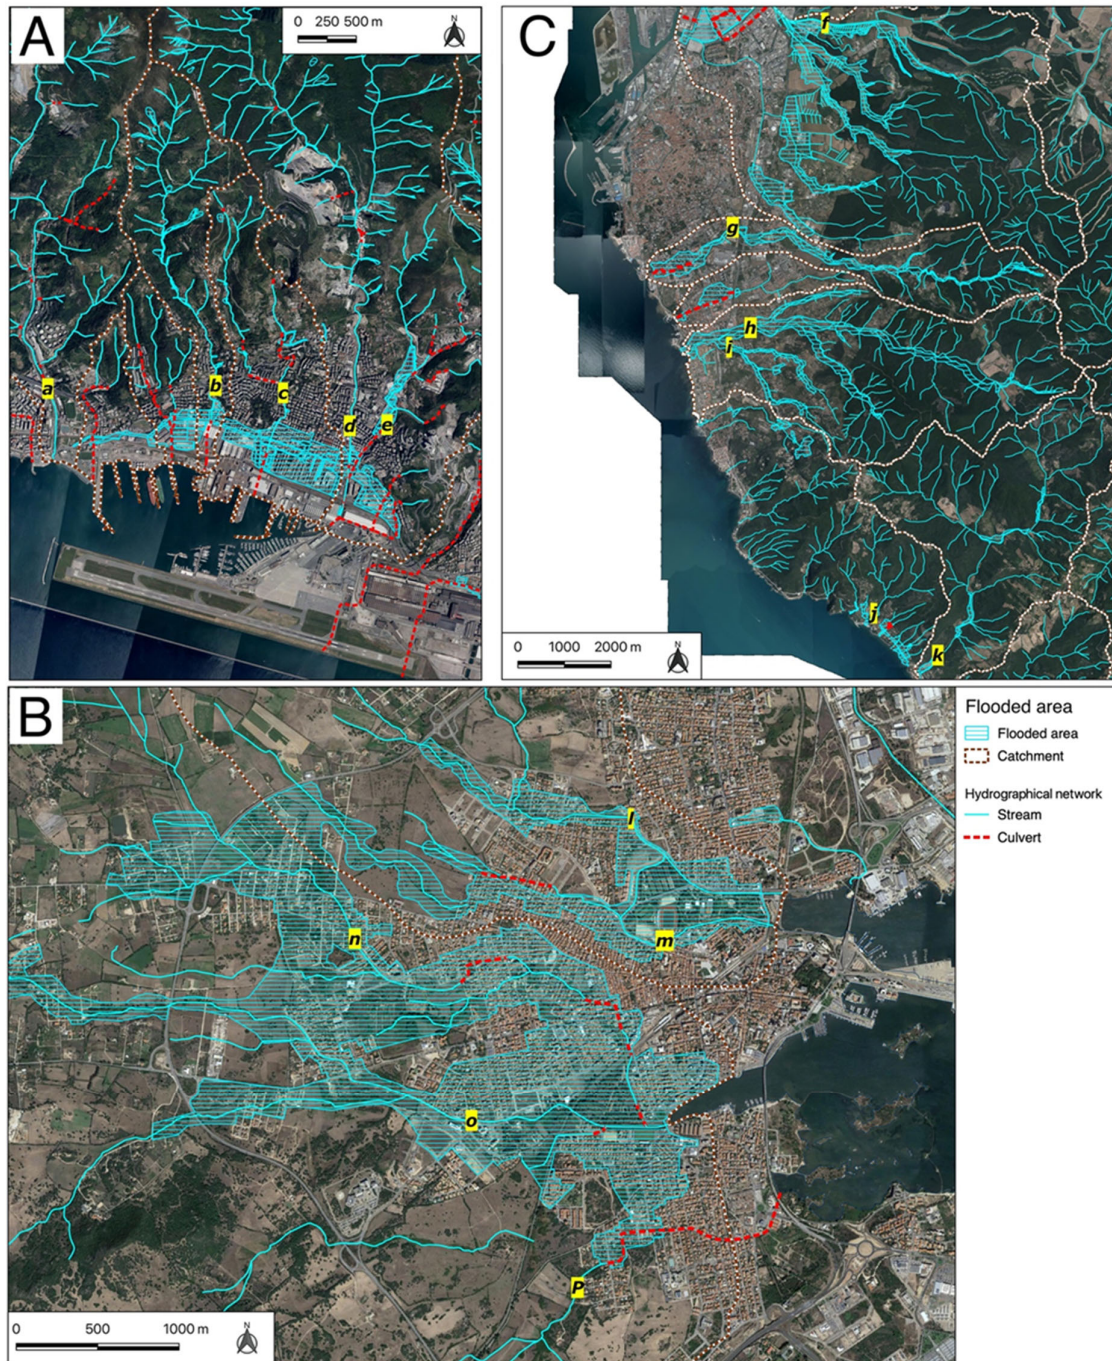 A
0 250 500 m
N
a
b
c
d
e
C
f
g
h
i
j
k
0 1000 2000 m
N
B
l
m
n
o
P
0 500 1000 m
N
Flooded area
Flooded area
Catchment
Hydrographical network
Stream
Culvert